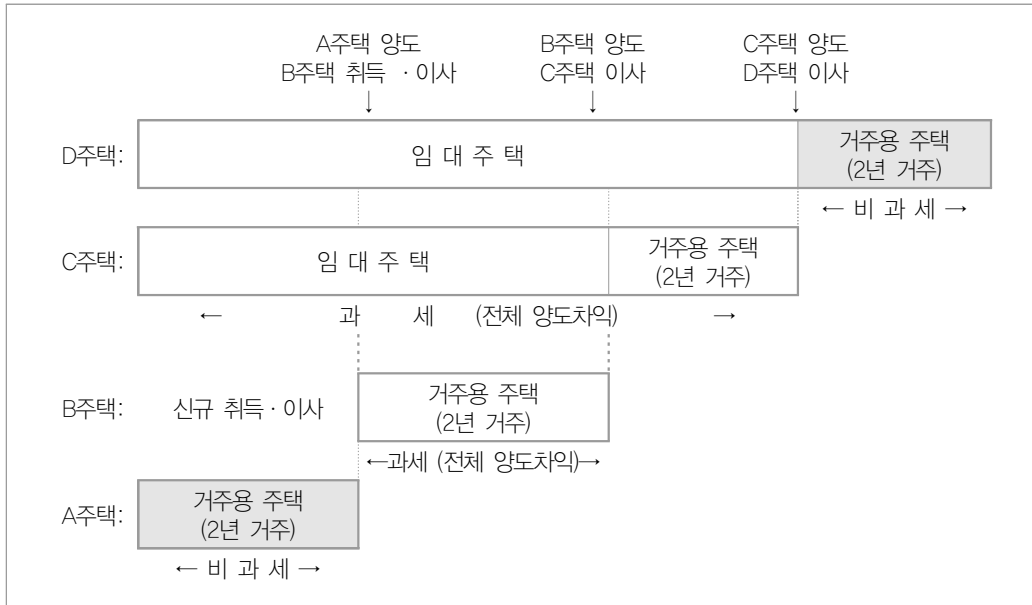 A주택 양도 B주택 양도 C주택 양도
B주택 취득 · 이사 C주택 이사 D주택 이사
↓ ↓ ↓
D주택: 임 대 주 택 거주용 주택
(2년 거주)
← 비 과 세 →
C주택: 임 대 주 택 거주용 주택
(2년 거주)
← 과 세 (전체 양도차익) →
B주택: 신규 취득 · 이사 거주용 주택
(2년 거주)
←과세 (전체 양도차익)→
A주택: 거주용 주택
(2년 거주)
← 비 과 세 →